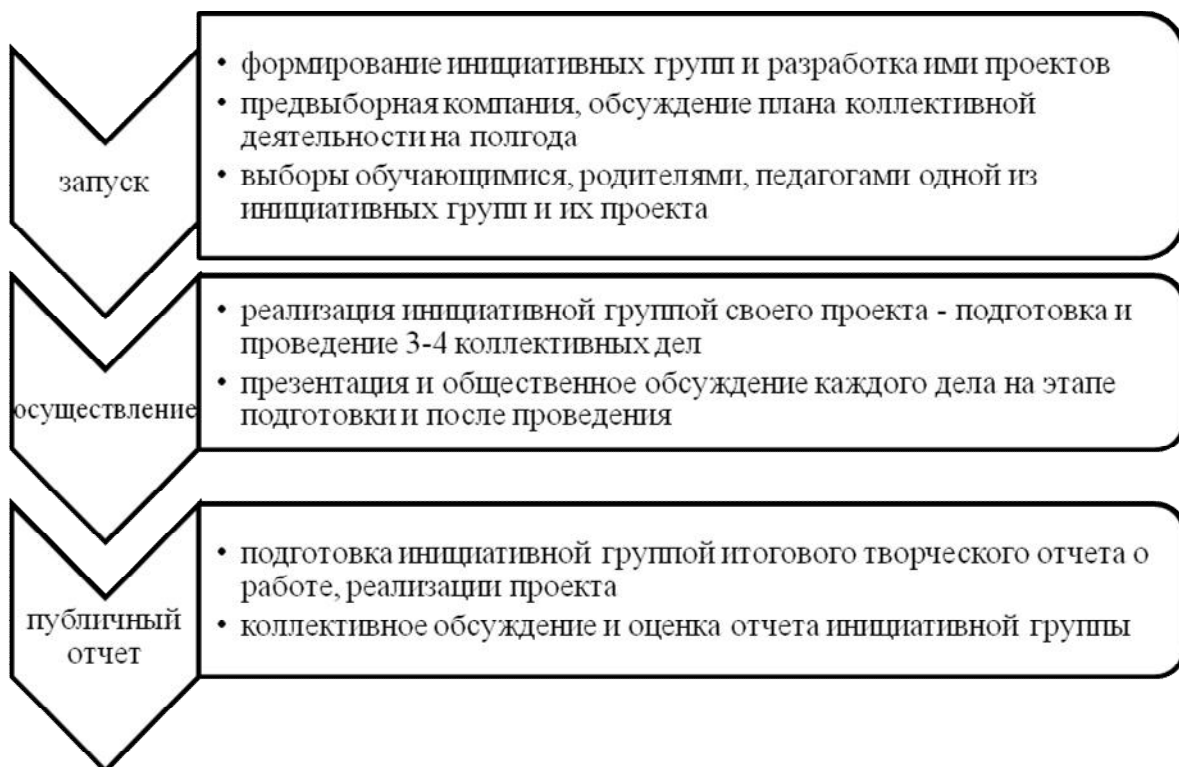 запуск
• формирование инициативных групп и разработка ими проектов
• предвыборная компания, обсуждение плана коллективной
деятельности на полгода
• выборы обучающимися, родителями, педагогами одной из
инициативных групп и их проекта
осуществление
• реализация инициативной группой своего проекта - подготовка и
проведение 3-4 коллективных дел
• презентация и общественное обсуждение каждого дела на этапе
подготовки и после проведения
публичный
отчет
• подготовка инициативной группой итогового творческого отчета о
работе, реализации проекта
• коллективное обсуждение и оценка отчета инициативной группы